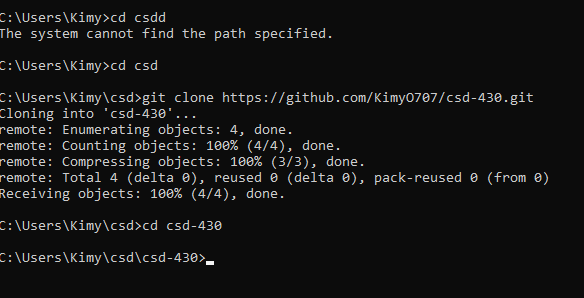 C:\Users\Kimy>cd csdd
The system cannot find the path specified.
C:\Users\Kimy>cd csd
C:\Users\Kimy\csd>git clone https://github.com/KimyO707/csd-430.git
Cloning into 'csd-430'...
remote: Enumerating objects: 4, done.
remote: Counting objects: 100% (4/4), done.
remote: Compressing objects: 100% (3/3), done.
remote: Total 4 (delta 0), reused 0 (delta 0), pack-reused 0 (from 0)
Receiving objects: 100% (4/4), done.
C:\Users\Kimy\csd>cd csd-430
C:\Users\Kimy\csd\csd-430>